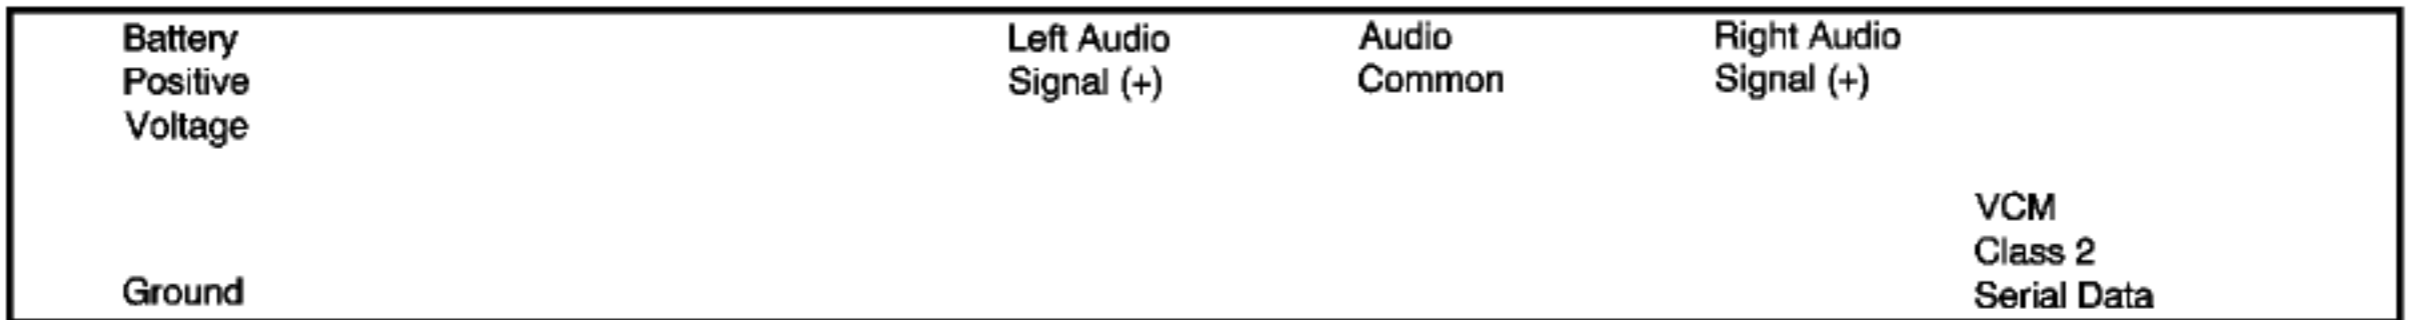 Battery
Positive
Voltage
Left Audio
Signal (+)
Audio
Common
Right Audio
Signal (+)
VCM
Class 2
Serial Data
Ground